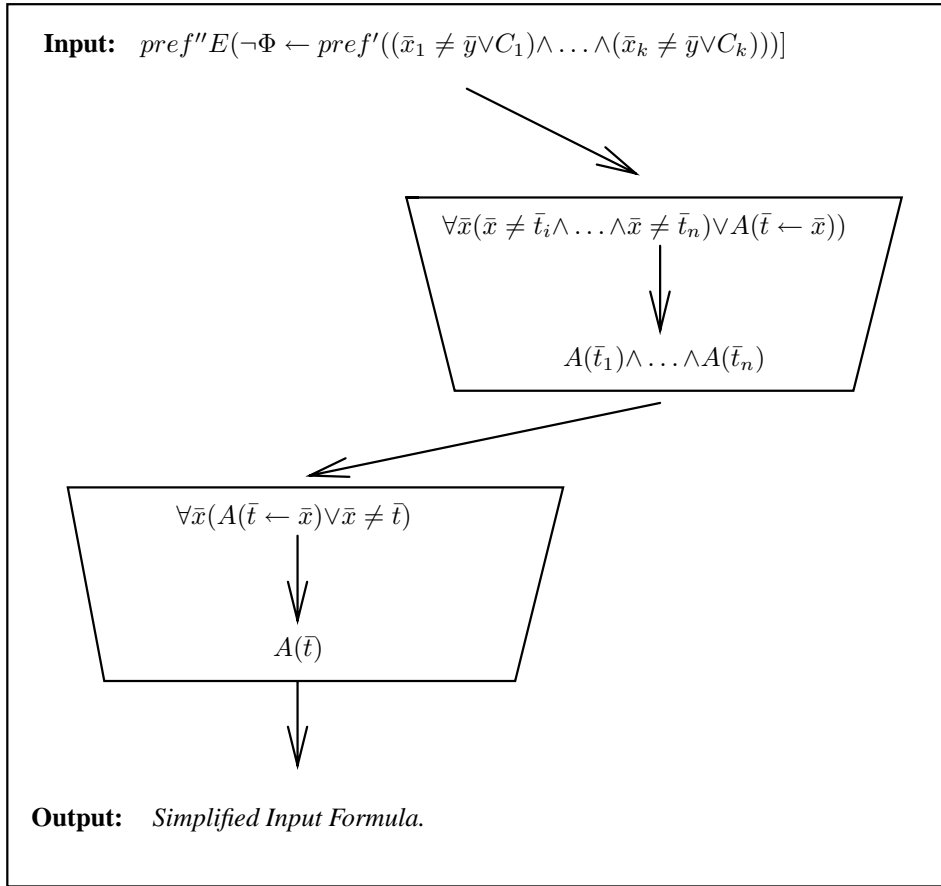 Input: pref′′E(¬Φ ← pref′((x̄₁ ≠ ȳ∨C₁)∧ . . . ∧(x̄ₖ ≠ ȳ∨Cₖ)))]
∀x̄(x̄ ≠ t̄ᵢ∧ . . . ∧x̄ ≠ t̄ₙ)∨A(t̄ ← x̄))
A(t̄₁)∧ . . . ∧A(t̄ₙ)
∀x̄(A(t̄ ← x̄)∨x̄ ≠ t̄)
A(t̄)
Output: Simplified Input Formula.